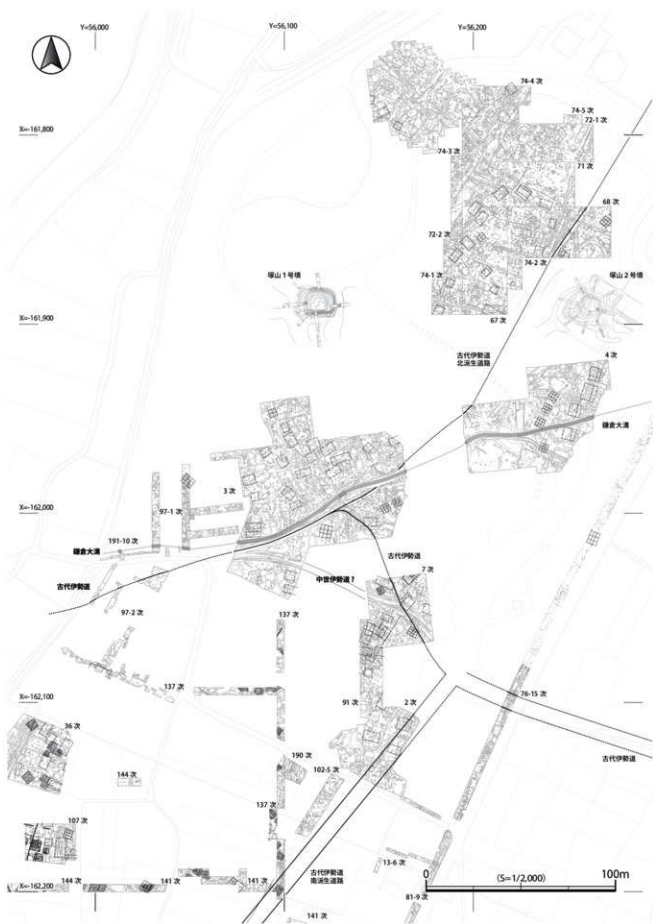 Y=56,000
Y=56,100
Y=56,200
74-4 次
X=-161,800
74-5 次
72-1 次
74-3 次
71 次
68 次
72-2 次
74-2 次
74-1 次
塚山 1 号墳
塚山 2 号墳
67 次
X=-161,900
古代伊勢道
北派生道路
4 次
鎌倉大溝
3 次
97-1 次
X=-162,000
191-10 次
鎌倉大溝
古代伊勢道
古代伊勢道
7 次
中世伊勢道?
97-2 次
137 次
137 次
76-15 次
X=-162,100
91 次
2 次
36 次
古代伊勢道
190 次
144 次
102-5 次
137 次
107 次
13-6 次
古代伊勢道
南派生道路
0
(S=1/2,000)
100m
X=-162,200
144 次
141 次
141 次
81-9 次
141 次